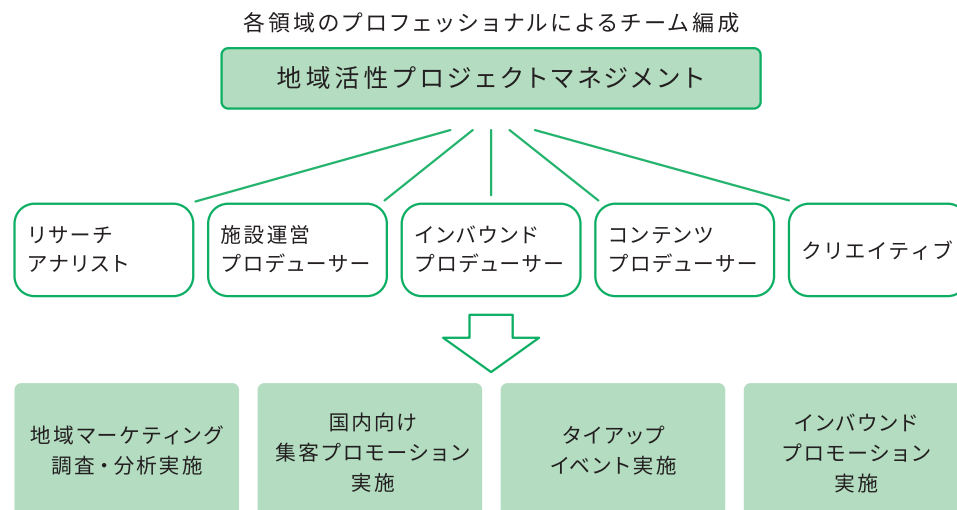 各領域のプロフェッショナルによるチーム編成
地域活性プロジェクトマネジメント
リサーチ
アナリスト
施設運営
プロデューサー
インバウンド
プロデューサー
コンテンツ
プロデューサー
クリエイティブ
地域マーケティング
調査・分析実施
国内向け
集客プロモーション
実施
タイアップ
イベント実施
インバウンド
プロモーション
実施